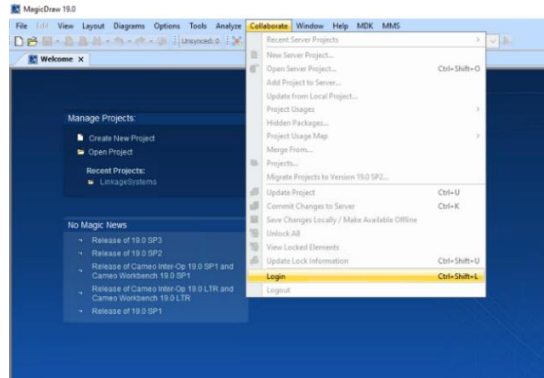 MagicDraw 19.0
File Edit View Layout Diagrams Options Tools Analyze Collaborate Window Help MDK MMS
Unsynced: 0
Welcome X
Recent Server Projects
New Server Project...
Open Server Project... Ctrl+Shift+O
Add Project to Server...
Update from Local Project...
Project Usages
Hidden Packages...
Project Usage Map
Merge From...
Projects...
Migrate Projects to Version 19.0 SP2...
Update Project Ctrl+U
Commit Changes to Server Ctrl+K
Save Changes Locally / Make Available Offline
Unlock All
View Locked Elements
Update Lock Information Ctrl+Shift+U
Login Ctrl+Shift+L
Logout
Manage Projects:
Create New Project
Open Project
Recent Projects:
LinkageSystems
No Magic News
Release of 19.0 SP3
Release of 19.0 SP2
Release of Cameo Inter-Op 19.0 SP1 and
Cameo Workbench 19.0 SP1
Release of Cameo Inter-Op 19.0 LTR and
Cameo Workbench 19.0 LTR
Release of 19.0 SP1